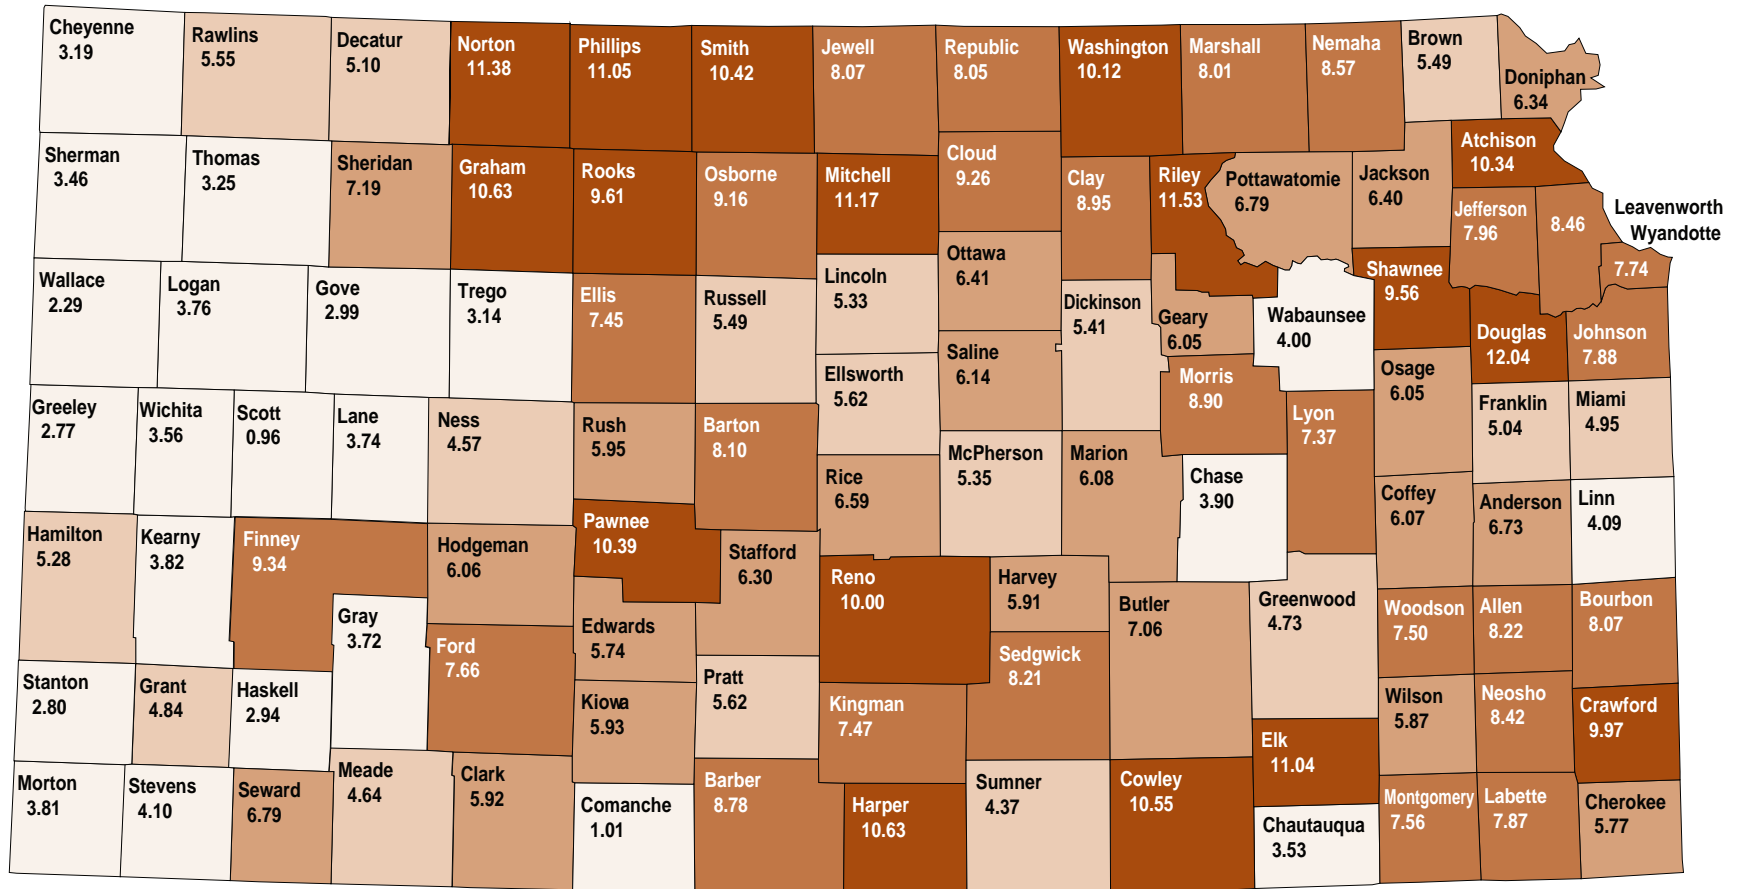 Cheyenne
3.19
Rawlins
5.55
Decatur
5.10
Norton
11.38
Phillips
11.05
Smith
10.42
Jewell
8.07
Republic
8.05
Washington
10.12
Marshall
8.01
Nemaha
8.57
Brown
5.49
Doniphan
6.34
Sherman
3.46
Thomas
3.25
Sheridan
7.19
Graham
10.63
Rooks
9.61
Osborne
9.16
Mitchell
11.17
Cloud
9.26
Clay
8.95
Riley
11.53
Pottawatomie
6.79
Jackson
6.40
Atchison
10.34
Jefferson
7.96
8.46
Leavenworth
Wyandotte
7.74
Wallace
2.29
Logan
3.76
Gove
2.99
Trego
3.14
Ellis
7.45
Russell
5.49
Lincoln
5.33
Ottawa
6.41
Dickinson
5.41
Geary
6.05
Wabaunsee
4.00
Shawnee
9.56
Douglas
12.04
Johnson
7.88
Ellsworth
5.62
Saline
6.14
Morris
8.90
Osage
6.05
Greeley
2.77
Wichita
3.56
Scott
0.96
Lane
3.74
Ness
4.57
Rush
5.95
Barton
8.10
Rice
6.59
McPherson
5.35
Marion
6.08
Chase
3.90
Lyon
7.37
Franklin
5.04
Miami
4.95
Coffey
6.07
Anderson
6.73
Linn
4.09
Hamilton
5.28
Kearny
3.82
Finney
9.34
Hodgeman
6.06
Pawnee
10.39
Stafford
6.30
Reno
10.00
Harvey
5.91
Butler
7.06
Greenwood
4.73
Woodson
7.50
Allen
8.22
Bourbon
8.07
Gray
3.72
Ford
7.66
Edwards
5.74
Sedgwick
8.21
Stanton
2.80
Grant
4.84
Haskell
2.94
Kiowa
5.93
Pratt
5.62
Kingman
7.47
Wilson
5.87
Neosho
8.42
Crawford
9.97
Elk
11.04
Morton
3.81
Stevens
4.10
Seward
6.79
Meade
4.64
Clark
5.92
Comanche
1.01
Barber
8.78
Harper
10.63
Sumner
4.37
Cowley
10.55
Chautauqua
3.53
Montgomery
7.56
Labette
7.87
Cherokee
5.77